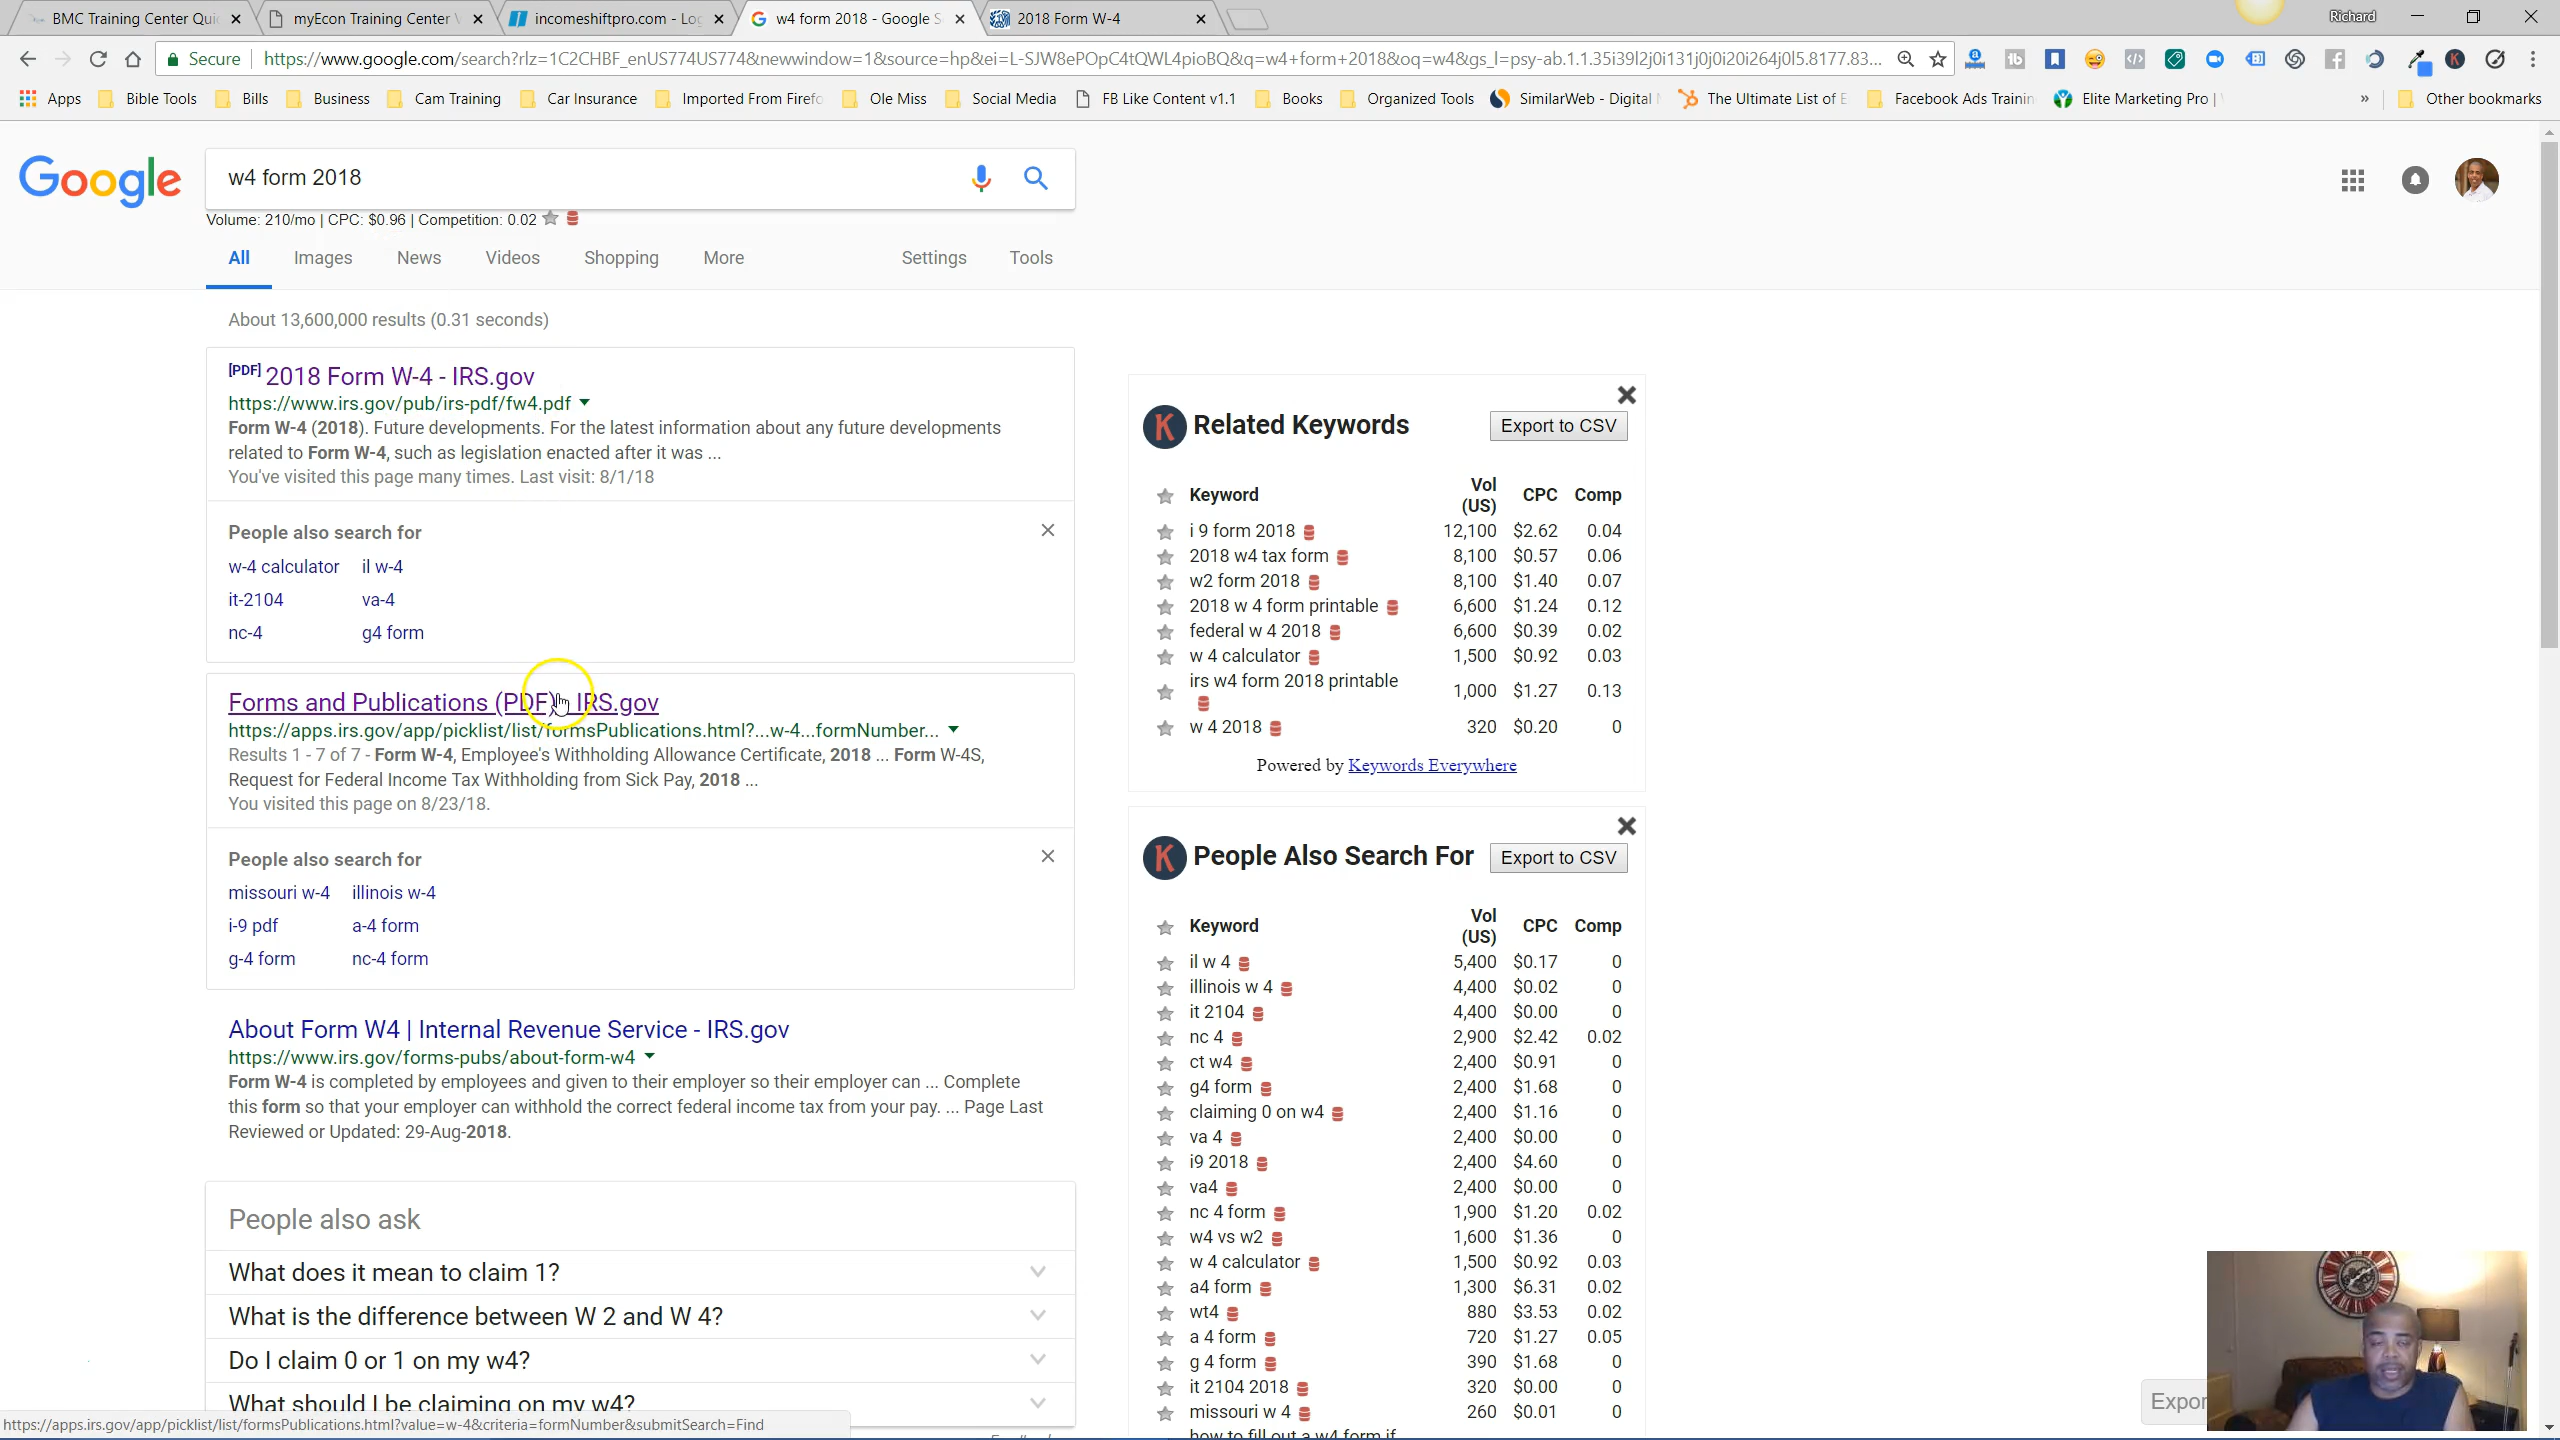 BMC Training Center Qui
myEcon Training Center
incomeshiftpro.com - Log
w4 form 2018 - Google S
2018 Form W-4
Richard
Secure
https://www.google.com/search?rlz=1C2CHBF_enUS774US774&newwindow=1&source=hp&ei=L-SJW8ePOpC4tQWL4pioBQ&q=w4+form+2018&oq=w4&gs_l=psy-ab.1.1.35i39l2j0i131j0j0i20i264j0l5.8177.83...
Apps
Bible Tools
Bills
Business
Cam Training
Car Insurance
Imported From Firefo
Ole Miss
Social Media
FB Like Content v1.1
Books
Organized Tools
SimilarWeb - Digital
The Ultimate List of E
Facebook Ads Trainin
Elite Marketing Pro |
»
Other bookmarks
Google
w4 form 2018
Volume: 210/mo | CPC: $0.96 | Competition: 0.02
All Images News Videos Shopping More Settings Tools
About 13,600,000 results (0.31 seconds)
[PDF] 2018 Form W-4 - IRS.gov
https://www.irs.gov/pub/irs-pdf/fw4.pdf
Form W-4 (2018). Future developments. For the latest information about any future developments
related to Form W-4, such as legislation enacted after it was ...
You've visited this page many times. Last visit: 8/1/18
People also search for
w-4 calculator il w-4
it-2104 va-4
nc-4 g4 form
Forms and Publications (PDF) IRS.gov
https://apps.irs.gov/app/picklist/list/formsPublications.html?...w-4...formNumber...
Results 1 - 7 of 7 - Form W-4, Employee's Withholding Allowance Certificate, 2018 ... Form W-4S,
Request for Federal Income Tax Withholding from Sick Pay, 2018 ...
You visited this page on 8/23/18.
People also search for
missouri w-4 illinois w-4
i-9 pdf a-4 form
g-4 form nc-4 form
About Form W4 | Internal Revenue Service - IRS.gov
https://www.irs.gov/forms-pubs/about-form-w4
Form W-4 is completed by employees and given to their employer so their employer can ... Complete
this form so that your employer can withhold the correct federal income tax from your pay. ... Page Last
Reviewed or Updated: 29-Aug-2018.
People also ask
What does it mean to claim 1?
What is the difference between W 2 and W 4?
Do I claim 0 or 1 on my w4?
What should I be claiming on my w4?
https://apps.irs.gov/app/picklist/list/formsPublications.html?value=w-4&criteria=formNumber&submitSearch=Find
Related Keywords
Export to CSV
Keyword Vol (US) CPC Comp
i 9 form 2018 12,100 $2.62 0.04
2018 w4 tax form 8,100 $0.57 0.06
w2 form 2018 8,100 $1.40 0.07
2018 w 4 form printable 6,600 $1.24 0.12
federal w 4 2018 6,600 $0.39 0.02
w 4 calculator 1,500 $0.92 0.03
irs w4 form 2018 printable 1,000 $1.27 0.13
w 4 2018 320 $0.20 0
Powered by Keywords Everywhere
People Also Search For
Export to CSV
Keyword Vol (US) CPC Comp
il w 4 5,400 $0.17 0
illinois w 4 4,400 $0.02 0
it 2104 4,400 $0.00 0
nc 4 2,900 $2.42 0.02
ct w4 2,400 $0.91 0
g4 form 2,400 $1.68 0
claiming 0 on w4 2,400 $1.16 0
va 4 2,400 $0.00 0
i9 2018 2,400 $4.60 0
va4 2,400 $0.00 0
nc 4 form 1,900 $1.20 0.02
w4 vs w2 1,600 $1.36 0
w 4 calculator 1,500 $0.92 0.03
a4 form 1,300 $6.31 0.02
wt4 880 $3.53 0.02
a 4 form 720 $1.27 0.05
g 4 form 390 $1.68 0
it 2104 2018 320 $0.00 0
missouri w 4 260 $0.01 0
how to fill out a w4 form if
Expor